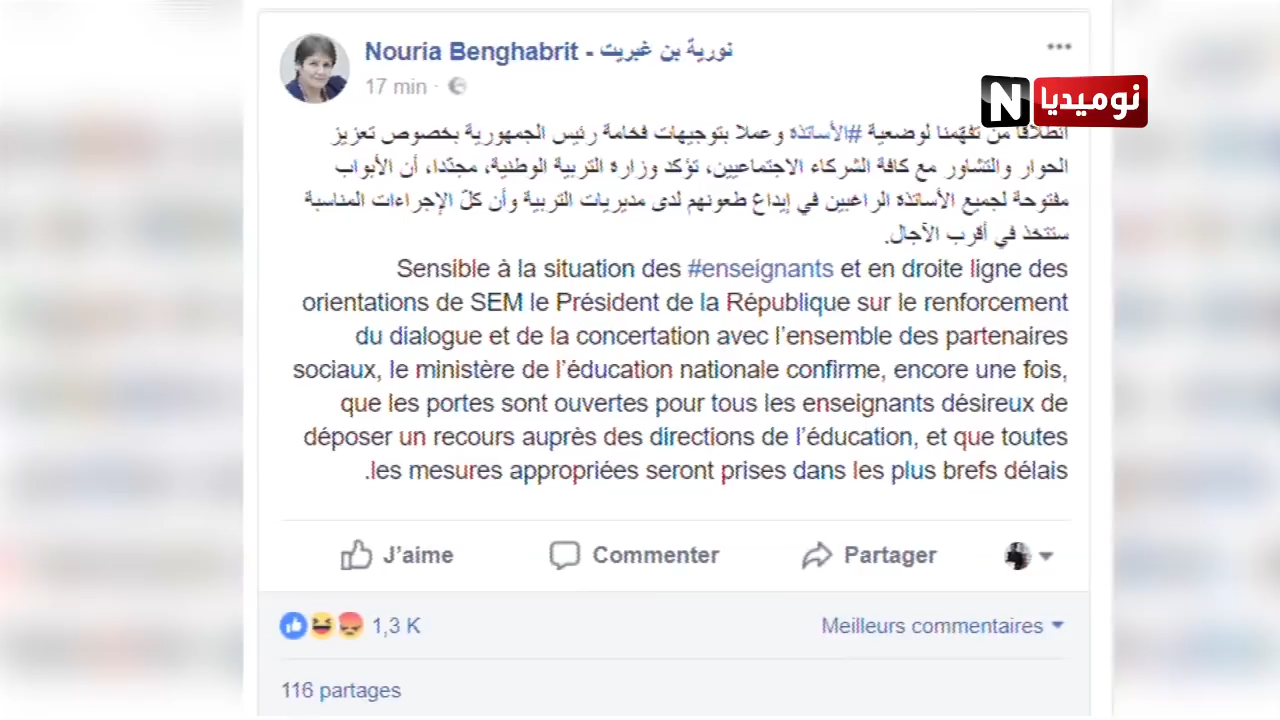 Nouria Benghabrit - نورية بن غبريت
17 min ·
N نوميديا
انطلاقا من تفهّمنا لوضعية #الأساتذة وعملا بتوجيهات فخامة رئيس الجمهورية بخصوص تعزيز
الحوار والتشاور مع كافة الشركاء الاجتماعيين، تؤكد وزارة التربية الوطنية، مجدّدا، أن الأبواب
مفتوحة لجميع الأساتذة الراغبين في إيداع طعونهم لدى مديريات التربية وأن كلّ الإجراءات المناسبة
ستتخذ في أقرب الآجال.
Sensible à la situation des #enseignants et en droite ligne des
orientations de SEM le Président de la République sur le renforcement
du dialogue et de la concertation avec l’ensemble des partenaires
sociaux, le ministère de l’éducation nationale confirme, encore une fois,
que les portes sont ouvertes pour tous les enseignants désireux de
déposer un recours auprès des directions de l’éducation, et que toutes
.les mesures appropriées seront prises dans les plus brefs délais
J’aime Commenter Partager
1,3 K Meilleurs commentaires
116 partages